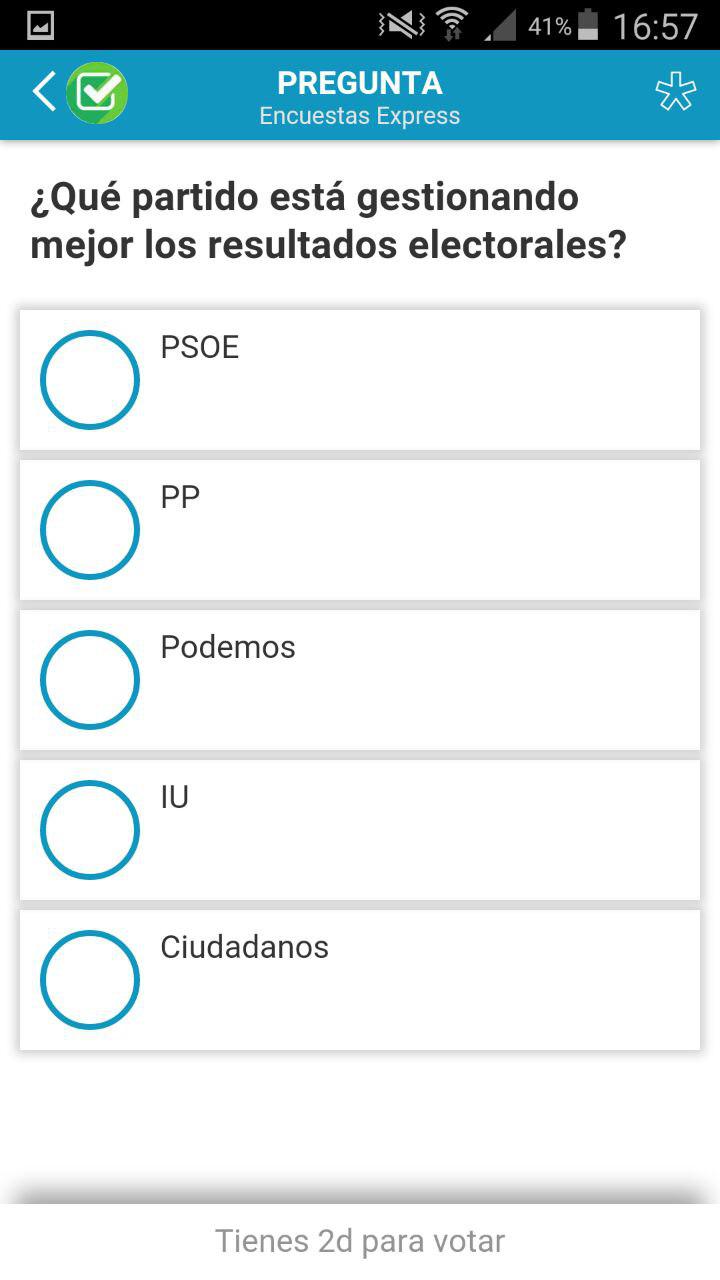 41% 16:57
PREGUNTA
Encuestas Express
¿Qué partido está gestionando
mejor los resultados electorales?
PSOE
PP
Podemos
IU
Ciudadanos
Tienes 2d para votar